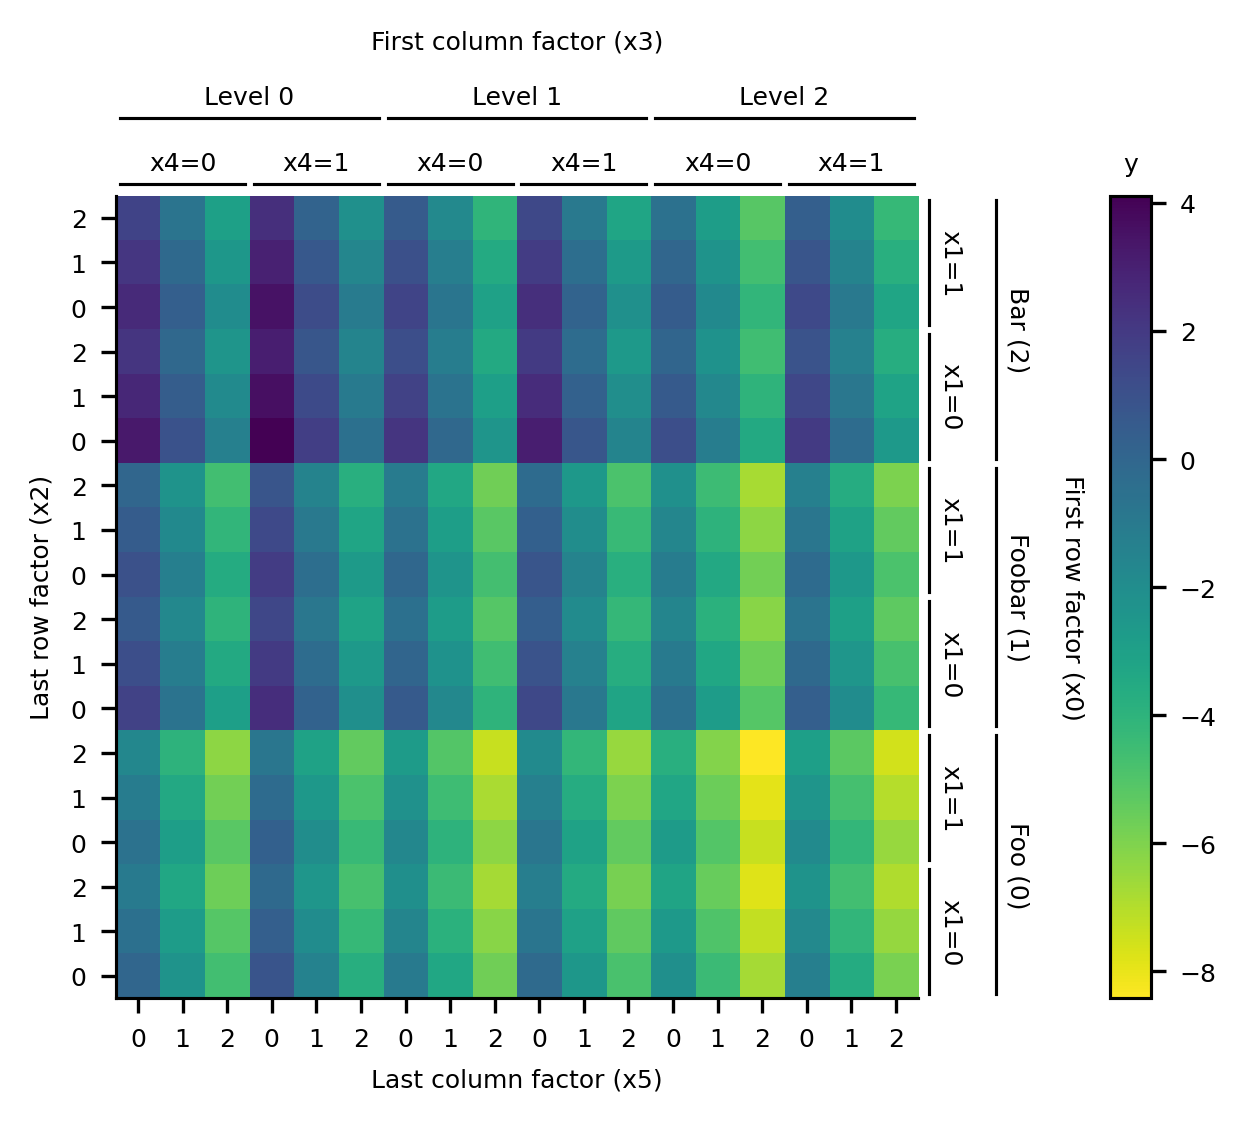 First column factor (x3)
Level 0 Level 1 Level 2
x4=0 x4=1 x4=0 x4=1 x4=0 x4=1
y
2
1
0
2
1
0
2
1
0
2
1
0
2
1
0
2
1
0
Last row factor (x2)
x1=1
x1=0
x1=1
x1=0
x1=1
x1=0
Bar (2)
Foobar (1)
Foo (0)
First row factor (x0)
4
2
0
−2
−4
−6
−8
0 1 2 0 1 2 0 1 2 0 1 2 0 1 2 0 1 2
Last column factor (x5)